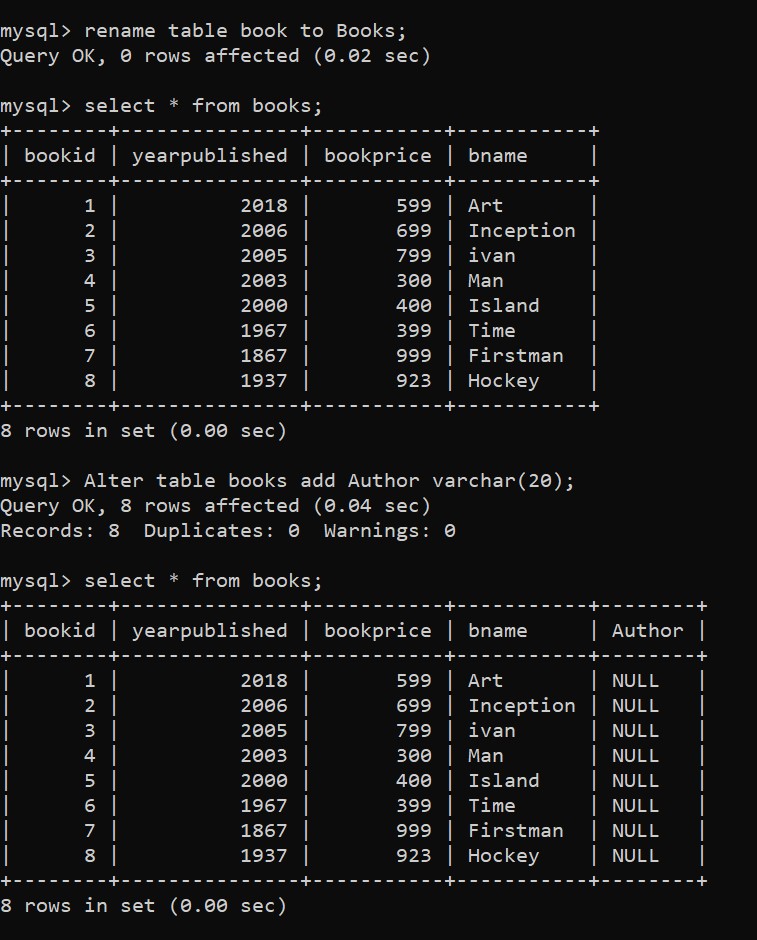 mysql> rename table book to Books;
Query OK, 0 rows affected (0.02 sec)
mysql> select * from books;
+--------+---------------+-----------+-----------+
| bookid | yearpublished | bookprice | bname     |
+--------+---------------+-----------+-----------+
|      1 |          2018 |       599 | Art       |
|      2 |          2006 |       699 | Inception |
|      3 |          2005 |       799 | ivan      |
|      4 |          2003 |       300 | Man       |
|      5 |          2000 |       400 | Island    |
|      6 |          1967 |       399 | Time      |
|      7 |          1867 |       999 | Firstman  |
|      8 |          1937 |       923 | Hockey    |
+--------+---------------+-----------+-----------+
8 rows in set (0.00 sec)
mysql> Alter table books add Author varchar(20);
Query OK, 8 rows affected (0.04 sec)
Records: 8  Duplicates: 0  Warnings: 0
mysql> select * from books;
+--------+---------------+-----------+-----------+--------+
| bookid | yearpublished | bookprice | bname     | Author |
+--------+---------------+-----------+-----------+--------+
|      1 |          2018 |       599 | Art       | NULL   |
|      2 |          2006 |       699 | Inception | NULL   |
|      3 |          2005 |       799 | ivan      | NULL   |
|      4 |          2003 |       300 | Man       | NULL   |
|      5 |          2000 |       400 | Island    | NULL   |
|      6 |          1967 |       399 | Time      | NULL   |
|      7 |          1867 |       999 | Firstman  | NULL   |
|      8 |          1937 |       923 | Hockey    | NULL   |
+--------+---------------+-----------+-----------+--------+
8 rows in set (0.00 sec)